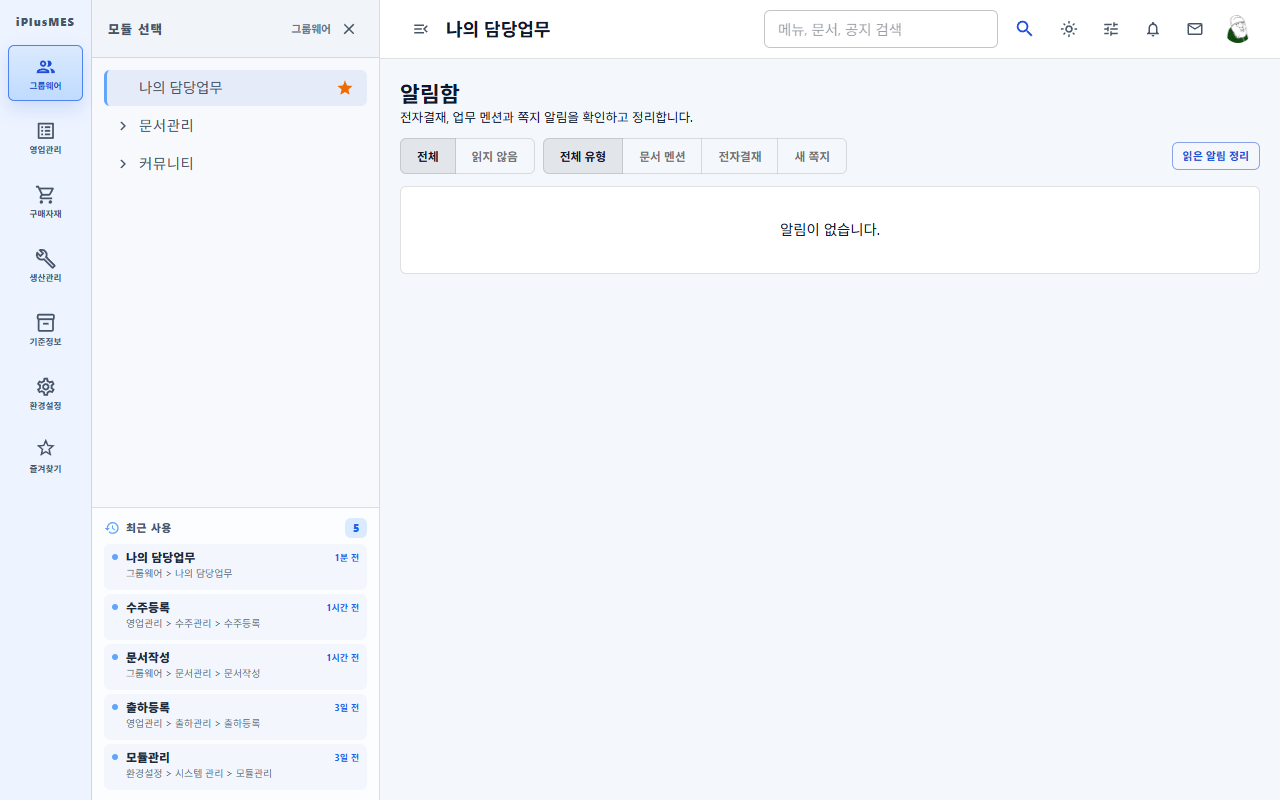 iPlusMES
그룹웨어
영업관리
구매자재
생산관리
기준정보
환경설정
즐겨찾기
모듈 선택
그룹웨어
나의 담당업무
문서관리
커뮤니티
최근 사용
5
나의 담당업무
1분 전
그룹웨어 > 나의 담당업무
수주등록
1시간 전
영업관리 > 수주관리 > 수주등록
문서작성
1시간 전
그룹웨어 > 문서관리 > 문서작성
출하등록
3일 전
영업관리 > 출하관리 > 출하등록
모듈관리
3일 전
환경설정 > 시스템 관리 > 모듈관리
나의 담당업무
메뉴, 문서, 공지 검색
알림함
전자결재, 업무 멘션과 쪽지 알림을 확인하고 정리합니다.
전체
읽지 않음
전체 유형
문서 멘션
전자결재
새 쪽지
읽은 알림 정리
알림이 없습니다.